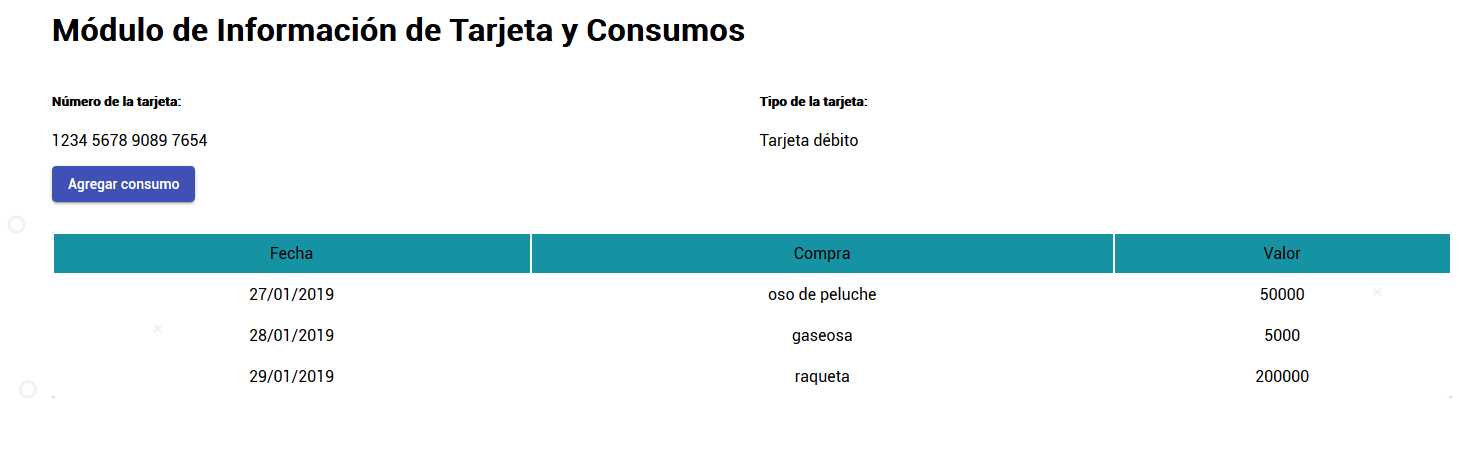 Módulo de Información de Tarjeta y Consumos
Número de la tarjeta: Tipo de la tarjeta:
1234 5678 9089 7654 Tarjeta débito
Agregar consumo
Fecha Compra Valor
27/01/2019 oso de peluche 50000
28/01/2019 gaseosa 5000
29/01/2019 raqueta 200000